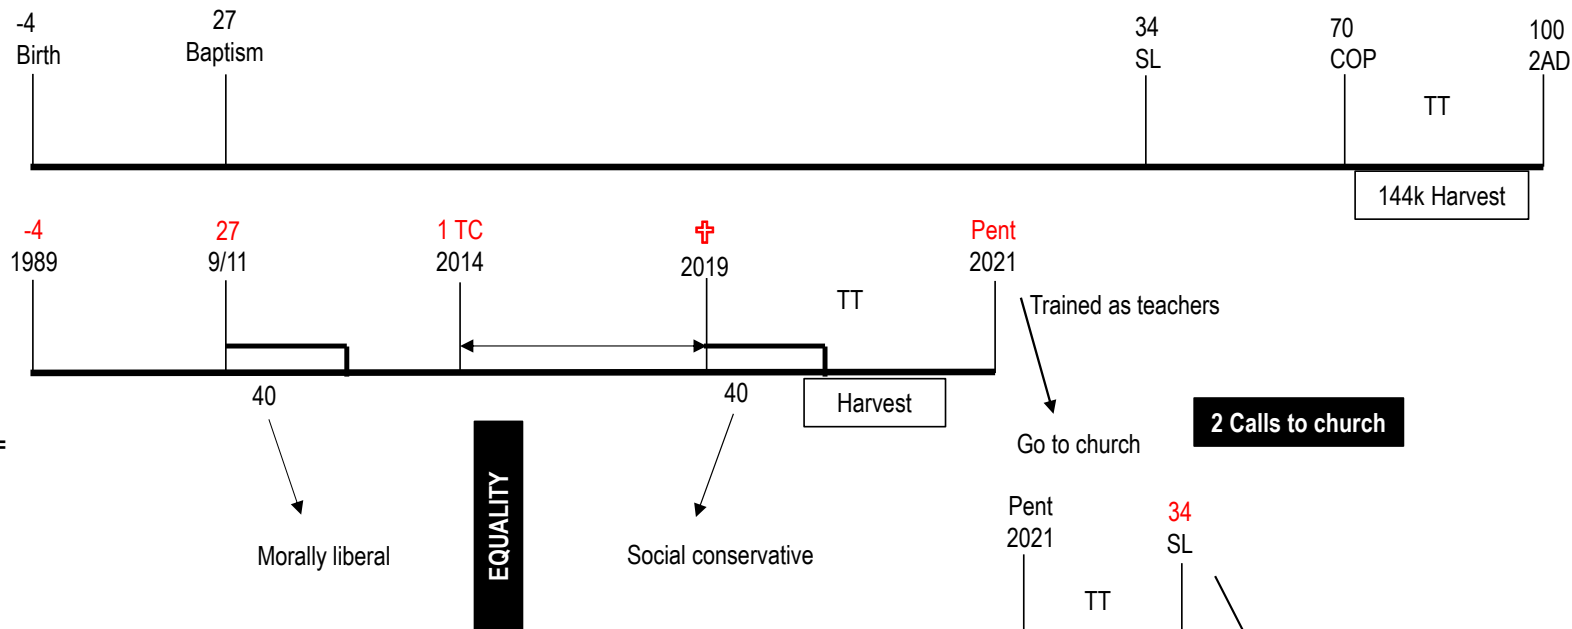 -4
Birth
27
Baptism
34
SL
70
COP
100
2AD
TT
144k Harvest
-4
1989
27
9/11
1 TC
2014
2019
Pent
2021
TT
Trained as teachers
40
40
Harvest
Go to church
2 Calls to church
=
EQUALITY
Morally liberal
Social conservative
Pent
2021
34
SL
TT